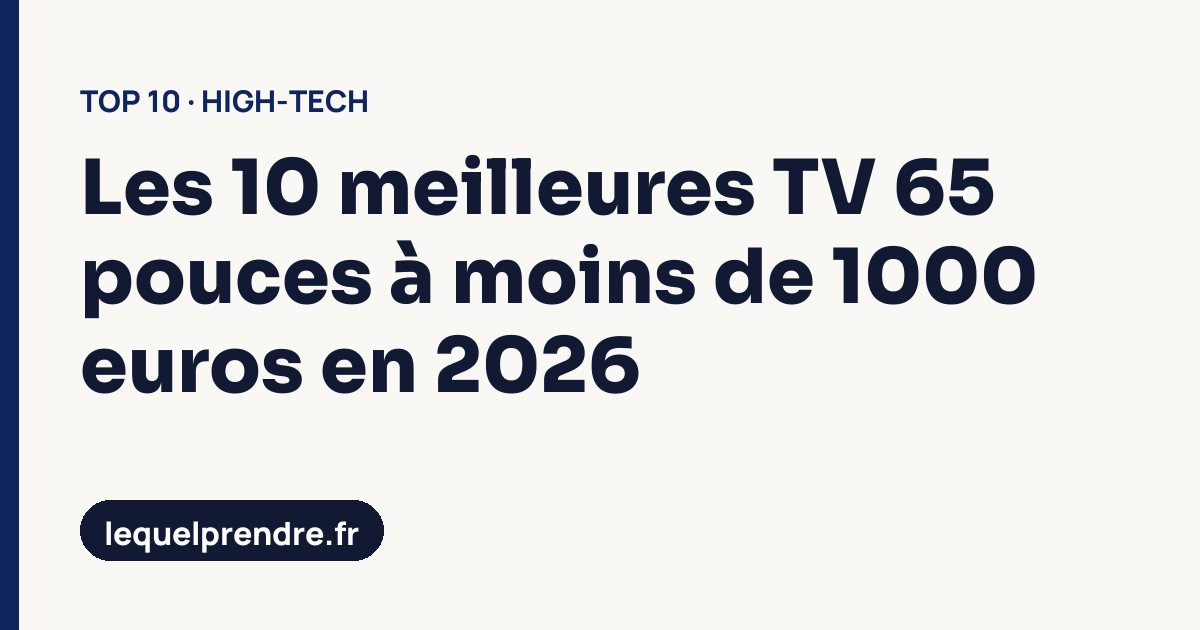 TOP 10 · HIGH-TECH
Les 10 meilleures TV 65
pouces à moins de 1000
euros en 2026
lequelprendre.fr